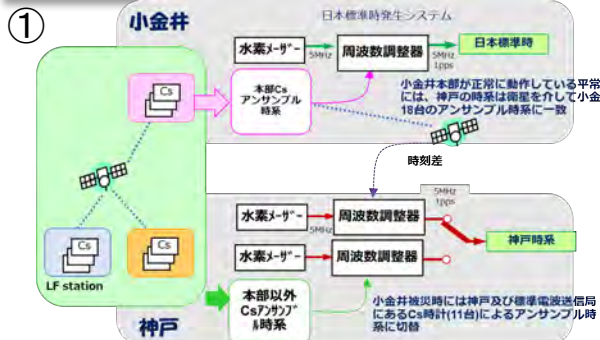 ①
小金井
日本標準時発生システム
水素メーザー
5MHz
周波数調整器
5MHz
1pps
日本標準時
Cs
本部Cs
アンサンブル
時系
小金井本部が正常に動作している平常
には、神戸の時系は衛星を介して小金
18台のアンサンブル時系に一致
時刻差
5MHz
1pps
水素ﾒｰｻﾞｰ
5MHz
周波数調整器
神戸時系
水素ﾒｰｻﾞｰ
周波数調整器
Cs
Cs
LF station
本部以外
Csｱﾝｻﾝﾌﾞ
ﾙ時系
小金井被災時には神戸及び標準電波送信局
にあるCs時計(11台)によるアンサンブル時
系に切替
神戸